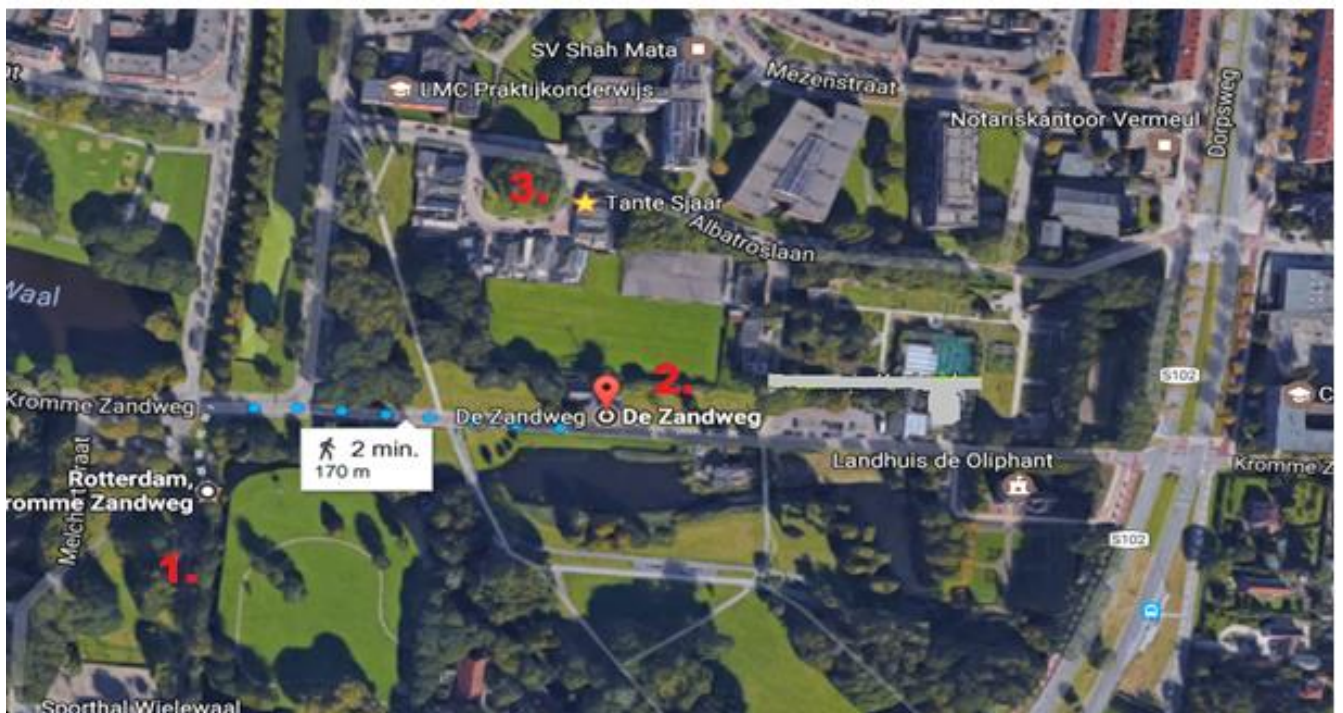 SV Shah Mata
LMC Praktijkonderwijs
Mezenstraat
Notariskantoor Vermeul
Dorpsweg
3.
Tante Sjaar
Albatroslaan
Waal
S102
2.
Kromme Zandweg
De Zandweg
De Zandweg
2 min.
170 m
Landhuis de Oliphant
Kromme Z
Rotterdam,
romme Zandweg
1.
S102
D
Sporthal Wielewaal